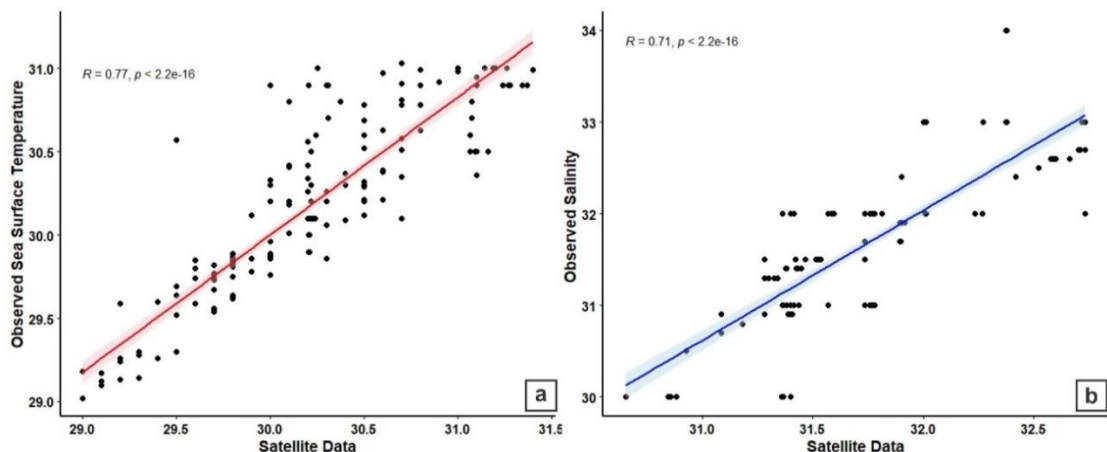 R = 0.77, p < 2.2e-16
Observed Sea Surface Temperature
31.0
30.5
30.0
29.5
29.0
29.0 29.5 30.0 30.5 31.0 31.5
Satellite Data
a
R = 0.71, p < 2.2e-16
Observed Salinity
34
33
32
31
30
31.0 31.5 32.0 32.5
Satellite Data
b